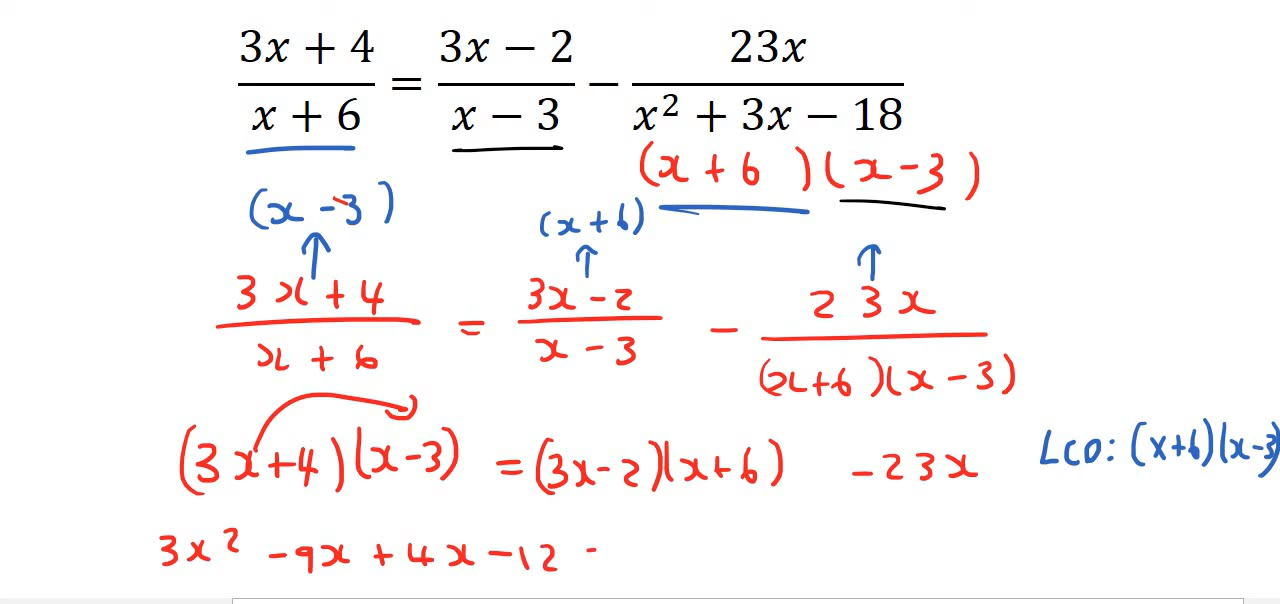 (3x + 4)/(x + 6) = (3x − 2)/(x − 3) − 23x/(x² + 3x − 18)
(x + 6)(x - 3)
(x - 3) (x + 6)
(3x + 4)/(x + 6) = (3x - 2)/(x - 3) - 23x/((x+6)(x - 3))
(3x+4)(x-3) = (3x-2)(x+6) - 23x
LCD: (x+6)(x-3)
3x² - 9x + 4x - 12 -